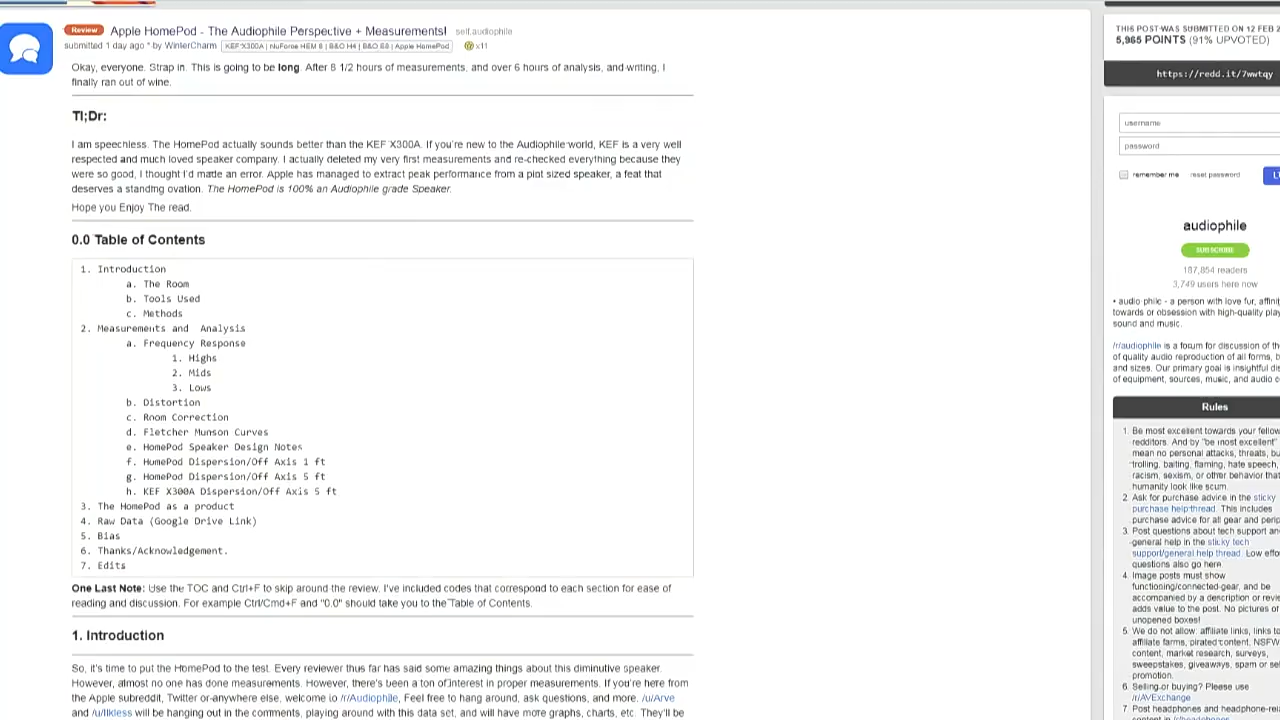 Review Apple HomePod - The Audiophile Perspective + Measurements! self.audiophile
submitted 1 day ago * by WinterCharm KEF X300A | NuForce HEM 8 | B&O H4 | B&O E8 | Apple HomePod x11
Okay, everyone. Strap in. This is going to be long. After 8 1/2 hours of measurements, and over 6 hours of analysis, and writing, I
finally ran out of wine.
Tl;Dr:
I am speechless. The HomePod actually sounds better than the KEF X300A. If you're new to the Audiophile world, KEF is a very well
respected and much loved speaker company. I actually deleted my very first measurements and re-checked everything because they
were so good, I thought I'd made an error. Apple has managed to extract peak performance from a pint sized speaker, a feat that
deserves a standing ovation. The HomePod is 100% an Audiophile grade Speaker.
Hope you Enjoy The read.
0.0 Table of Contents
1. Introduction
a. The Room
b. Tools Used
c. Methods
2. Measurements and Analysis
a. Frequency Response
1. Highs
2. Mids
3. Lows
b. Distortion
c. Room Correction
d. Fletcher Munson Curves
e. HomePod Speaker Design Notes
f. HomePod Dispersion/Off Axis 1 ft
g. HomePod Dispersion/Off Axis 5 ft
h. KEF X300A Dispersion/Off Axis 5 ft
3. The HomePod as a product
4. Raw Data (Google Drive Link)
5. Bias
6. Thanks/Acknowledgement.
7. Edits
One Last Note: Use the TOC and Ctrl+F to skip around the review. I've included codes that correspond to each section for ease of
reading and discussion. For example Ctrl/Cmd+F and "0.0" should take you to the Table of Contents.
1. Introduction
So, it's time to put the HomePod to the test. Every reviewer thus far has said some amazing things about this diminutive speaker.
However, almost no one has done measurements. However, there's been a ton of interest in proper measurements. If you're here from
the Apple subreddit, Twitter or anywhere else, welcome to /r/Audiophile, Feel free to hang around, ask questions, and more. /u/Arve
and /u/Ilkless will be hanging out in the comments, playing around with this data set, and will have more graphs, charts, etc. They'll be
THIS POST WAS SUBMITTED ON 12 FEB 2
5,965 POINTS (91% UPVOTED)
https://redd.it/7wwtqy
username
password
remember me reset password
audiophile
SUBSCRIBE
187,854 readers
3,749 users here now
• audio·phile - a person with love for, affinit
towards or obsession with high-quality play
sound and music.
/r/audiophile is a forum for discussion of the
of quality audio reproduction of all forms, b
and sizes. Our primary goal is insightful dis
of equipment, sources, music, and audio c
Rules
1. Be most excellent towards your fellow
redditors. And by "be most excellent"
mean no personal attacks, threats, bu
trolling, baiting, flaming, hate speech,
racism, sexism, or other behavior that
humanity look like scum.
2. Ask for purchase advice in the sticky
purchase help thread. This includes
purchase advice for all gear and perip
3. Post questions about tech support an
general help in the sticky tech
support/general help thread. Low effo
questions also go here.
4. Image posts must show
functioning/connected gear, and be
accompanied by a description or revie
adds value to the post. No pictures of
unopened boxes!
5. We do not allow: affiliate links, links to
affiliate farms, pirated content, NSFW
content, market research, surveys,
sweepstakes, giveaways, spam or sel
promotion.
6. Selling or buying? Please use
/r/AVExchange
7. Post headphones and headphone-rel
content in /r/headphones